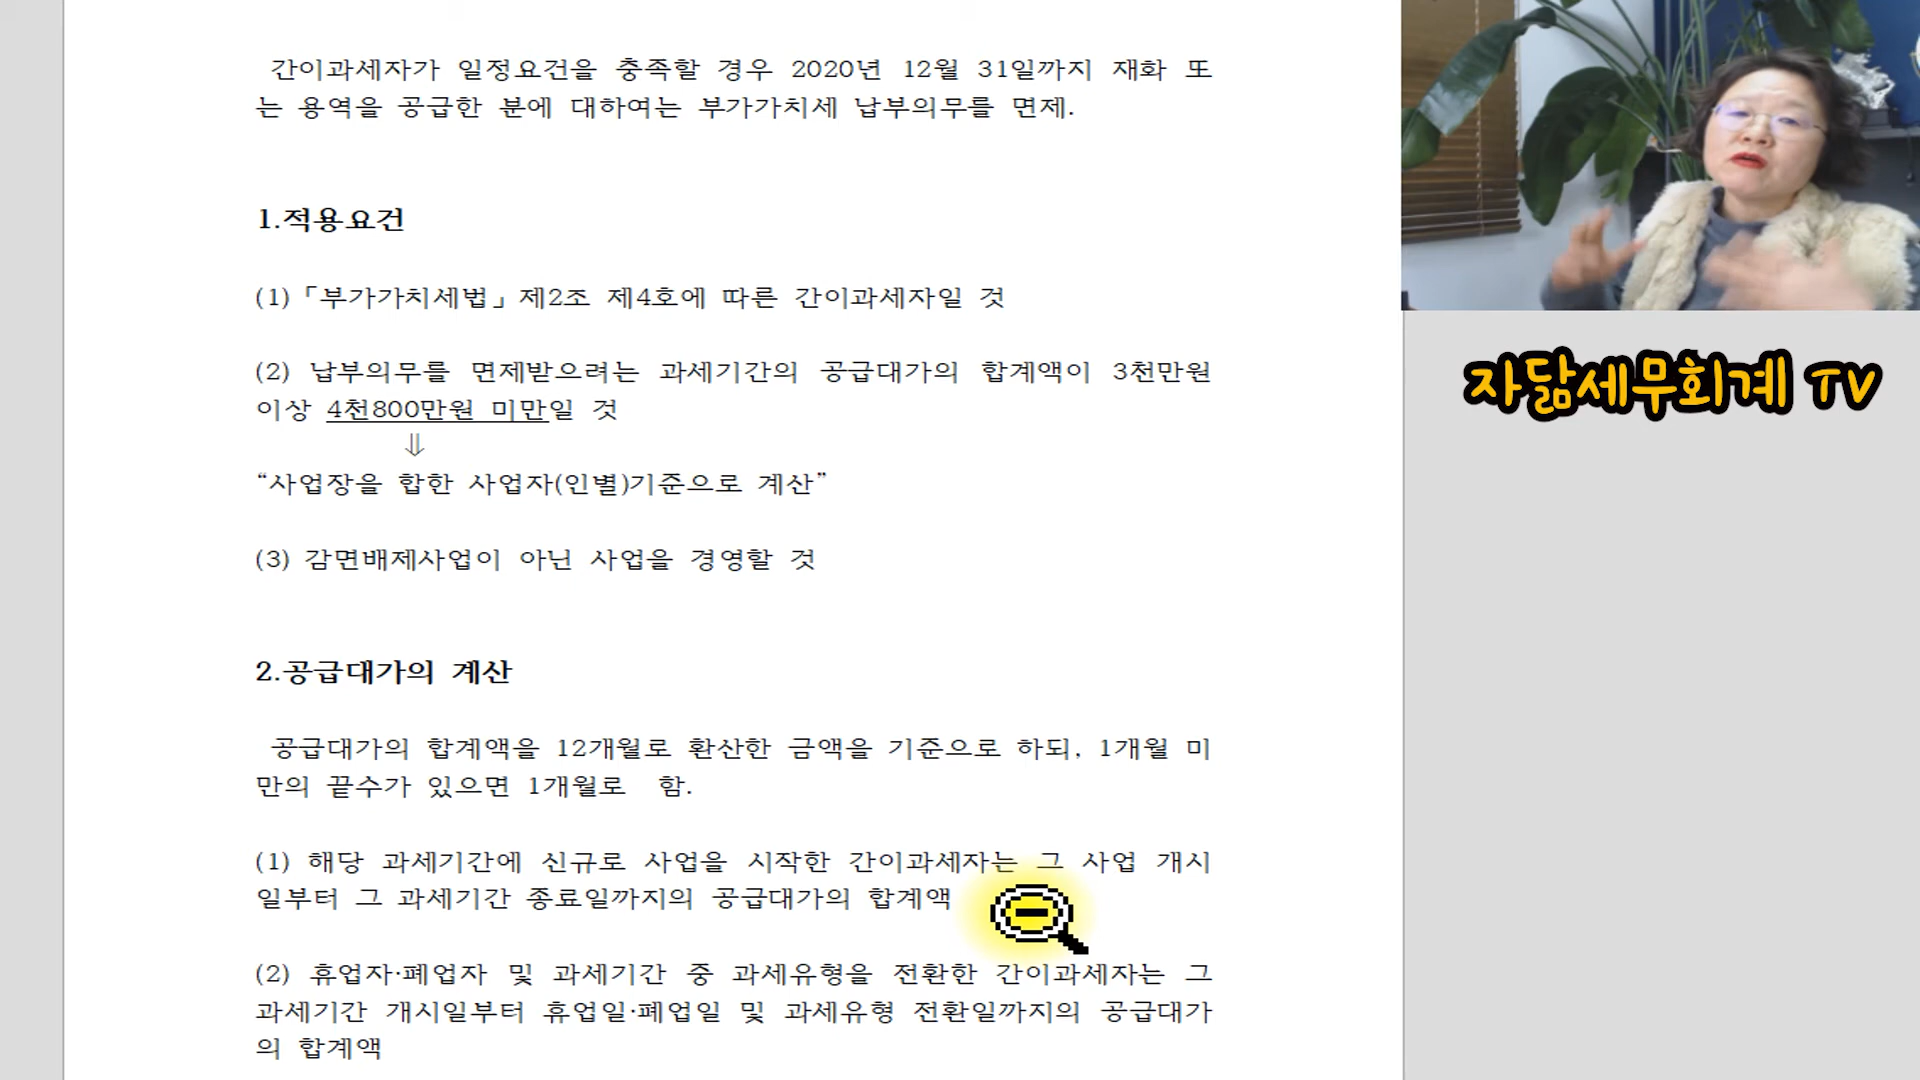 간이과세자가 일정요건을 충족할 경우 2020년 12월 31일까지 재화 또
는 용역을 공급한 분에 대하여는 부가가치세 납부의무를 면제.
1.적용요건
(1)「부가가치세법」제2조 제4호에 따른 간이과세자일 것
(2) 납부의무를 면제받으려는 과세기간의 공급대가의 합계액이 3천만원
이상 4천800만원 미만일 것
⇓
“사업장을 합한 사업자(인별)기준으로 계산”
(3) 감면배제사업이 아닌 사업을 경영할 것
2.공급대가의 계산
공급대가의 합계액을 12개월로 환산한 금액을 기준으로 하되, 1개월 미
만의 끝수가 있으면 1개월로 함.
(1) 해당 과세기간에 신규로 사업을 시작한 간이과세자는 그 사업 개시
일부터 그 과세기간 종료일까지의 공급대가의 합계액
(2) 휴업자·폐업자 및 과세기간 중 과세유형을 전환한 간이과세자는 그
과세기간 개시일부터 휴업일·폐업일 및 과세유형 전환일까지의 공급대가
의 합계액
자닮세무회계 TV